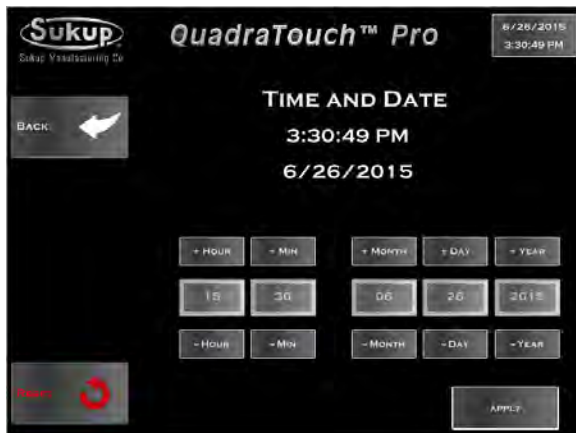 Sukup
Sukup Manufacturing Co
QuadraTouch™ Pro
6/26/2015
3:30:49 PM
TIME AND DATE
BACK
3:30:49 PM
6/26/2015
+ HOUR
+ MIN
+ MONTH
+ DAY
+ YEAR
15
30
06
26
2015
- HOUR
- MIN
- MONTH
- DAY
- YEAR
APPLY